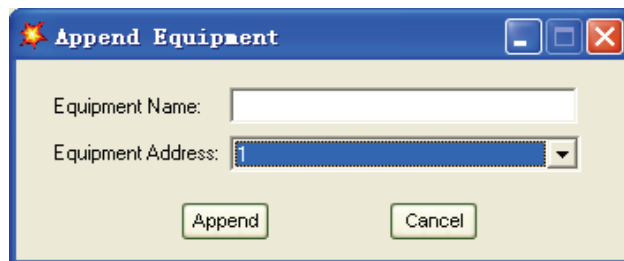 Append Equipment
Equipment Name:
Equipment Address: 1
Append Cancel